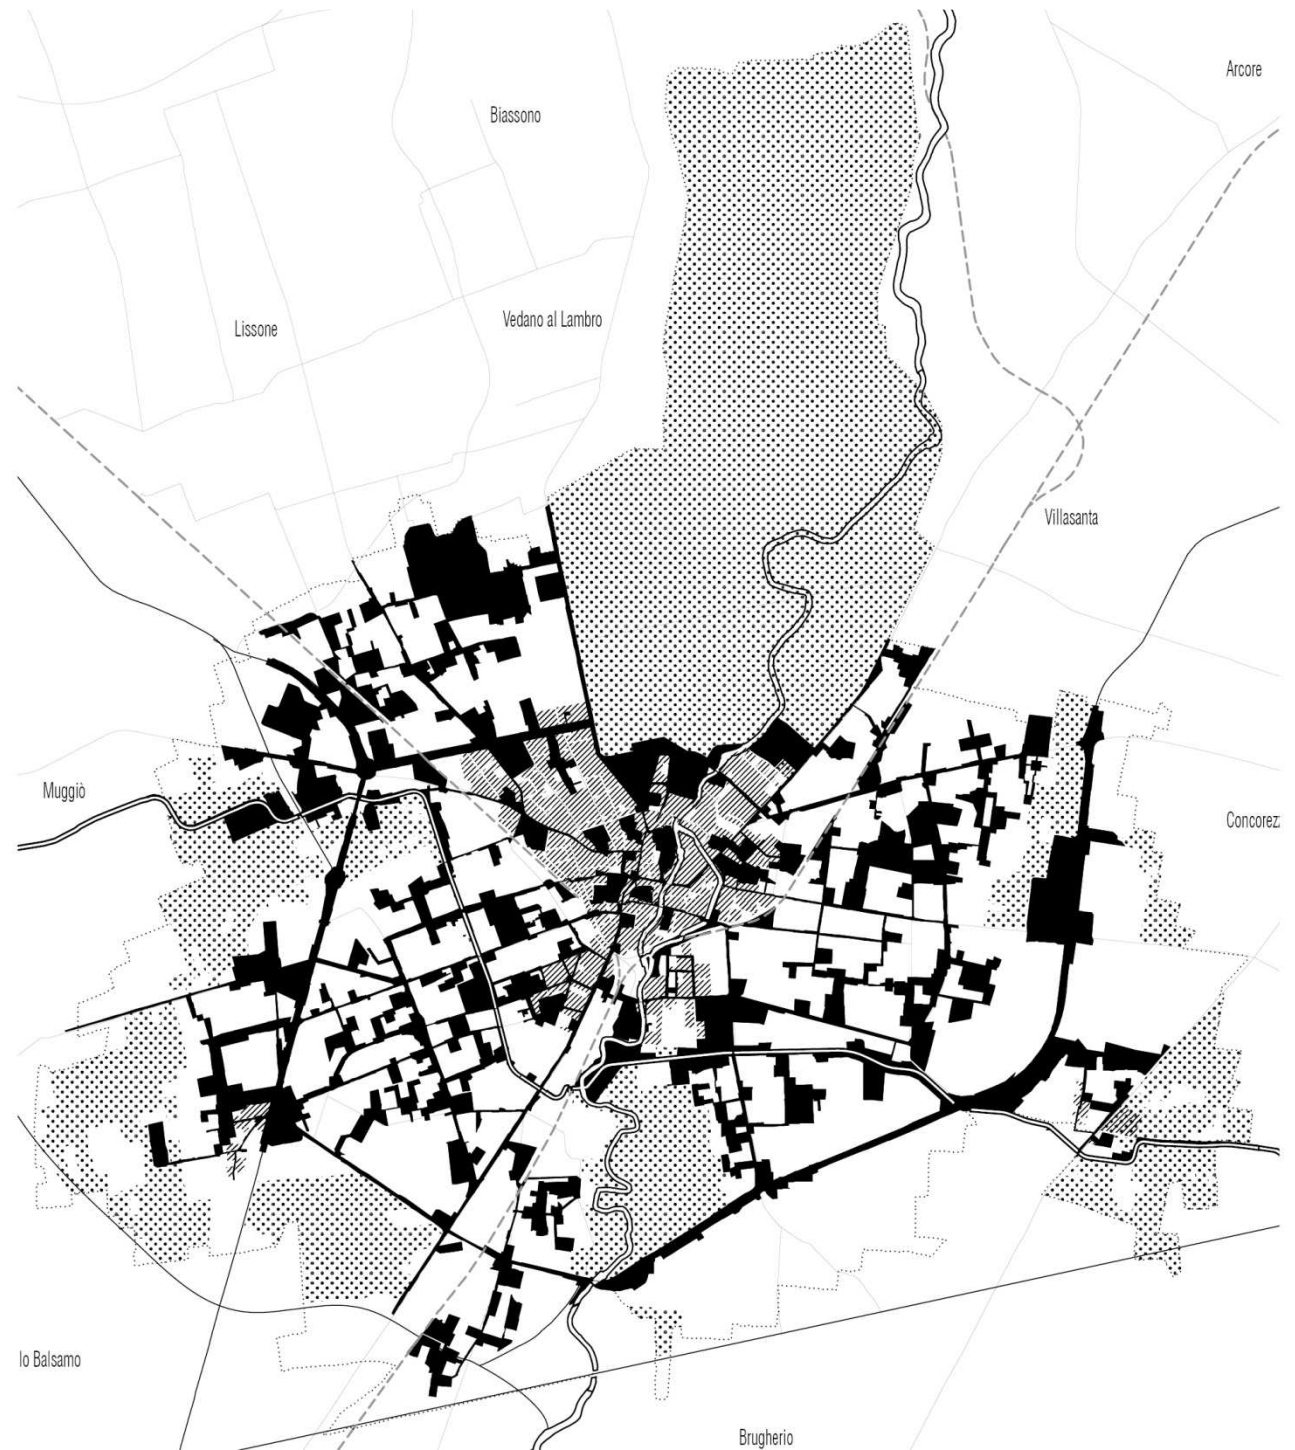 Arcore
Biassono
Lissone
Vedano al Lambro
Villasanta
Muggiò
Concorez
lo Balsamo
Brugherio